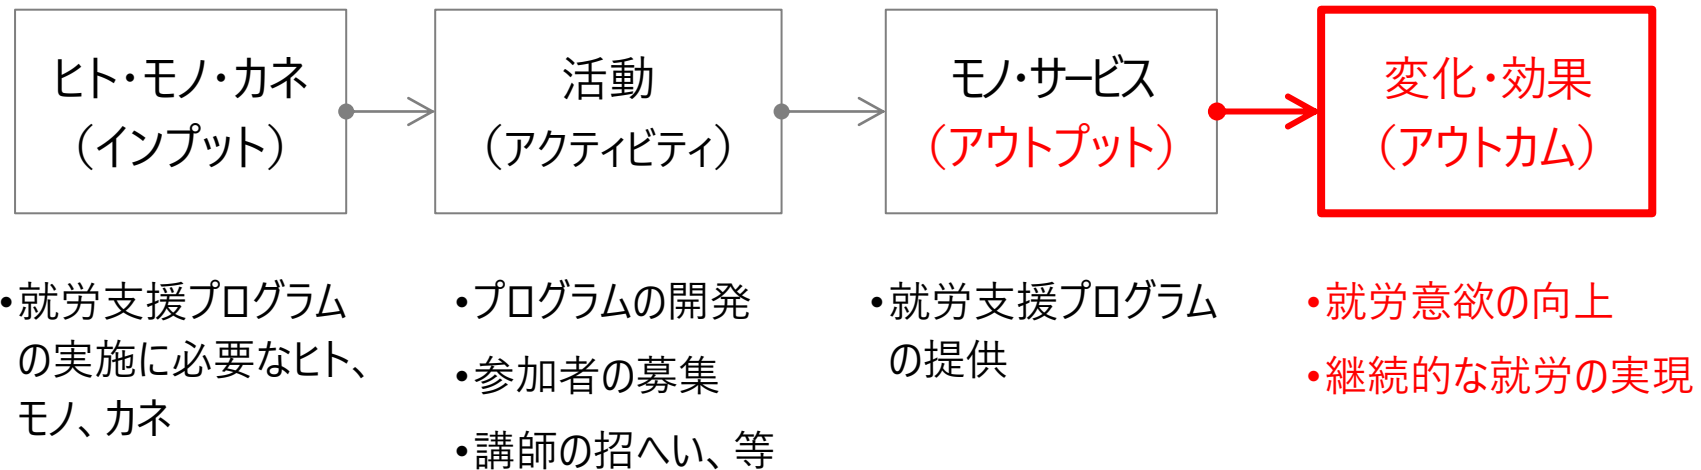 ヒト・モノ・カネ
（インプット）
活動
（アクティビティ）
モノ・サービス
（アウトプット）
変化・効果
（アウトカム）
•就労支援プログラム
の実施に必要なヒト、
モノ、カネ
•プログラムの開発
•参加者の募集
•講師の招へい、等
•就労支援プログラム
の提供
•就労意欲の向上
•継続的な就労の実現